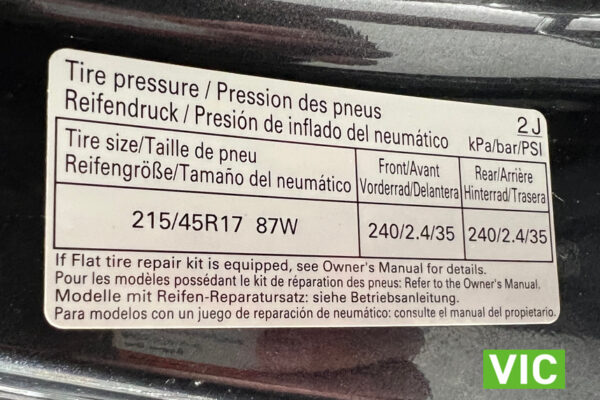 Tire pressure / Pression des pneus
Reifendruck / Presión de inflado del neumático
2J
kPa/bar/PSI
Tire size/Taille de pneu
Reifengröße/Tamaño del neumático
Front/Avant
Vorderrad/Delantera
Rear/Arrière
Hinterrad/Trasera
215/45R17 87W
240/2.4/35
240/2.4/35
If Flat tire repair kit is equipped, see Owner's Manual for details.
Pour les modèles possédant le kit de réparation des pneus: Refer to the Owner's Manual.
Modelle mit Reifen-Reparatursatz: siehe Betriebsanleitung.
Para modelos con un juego de reparación de neumático: consulte el manual del propietario.
VIC